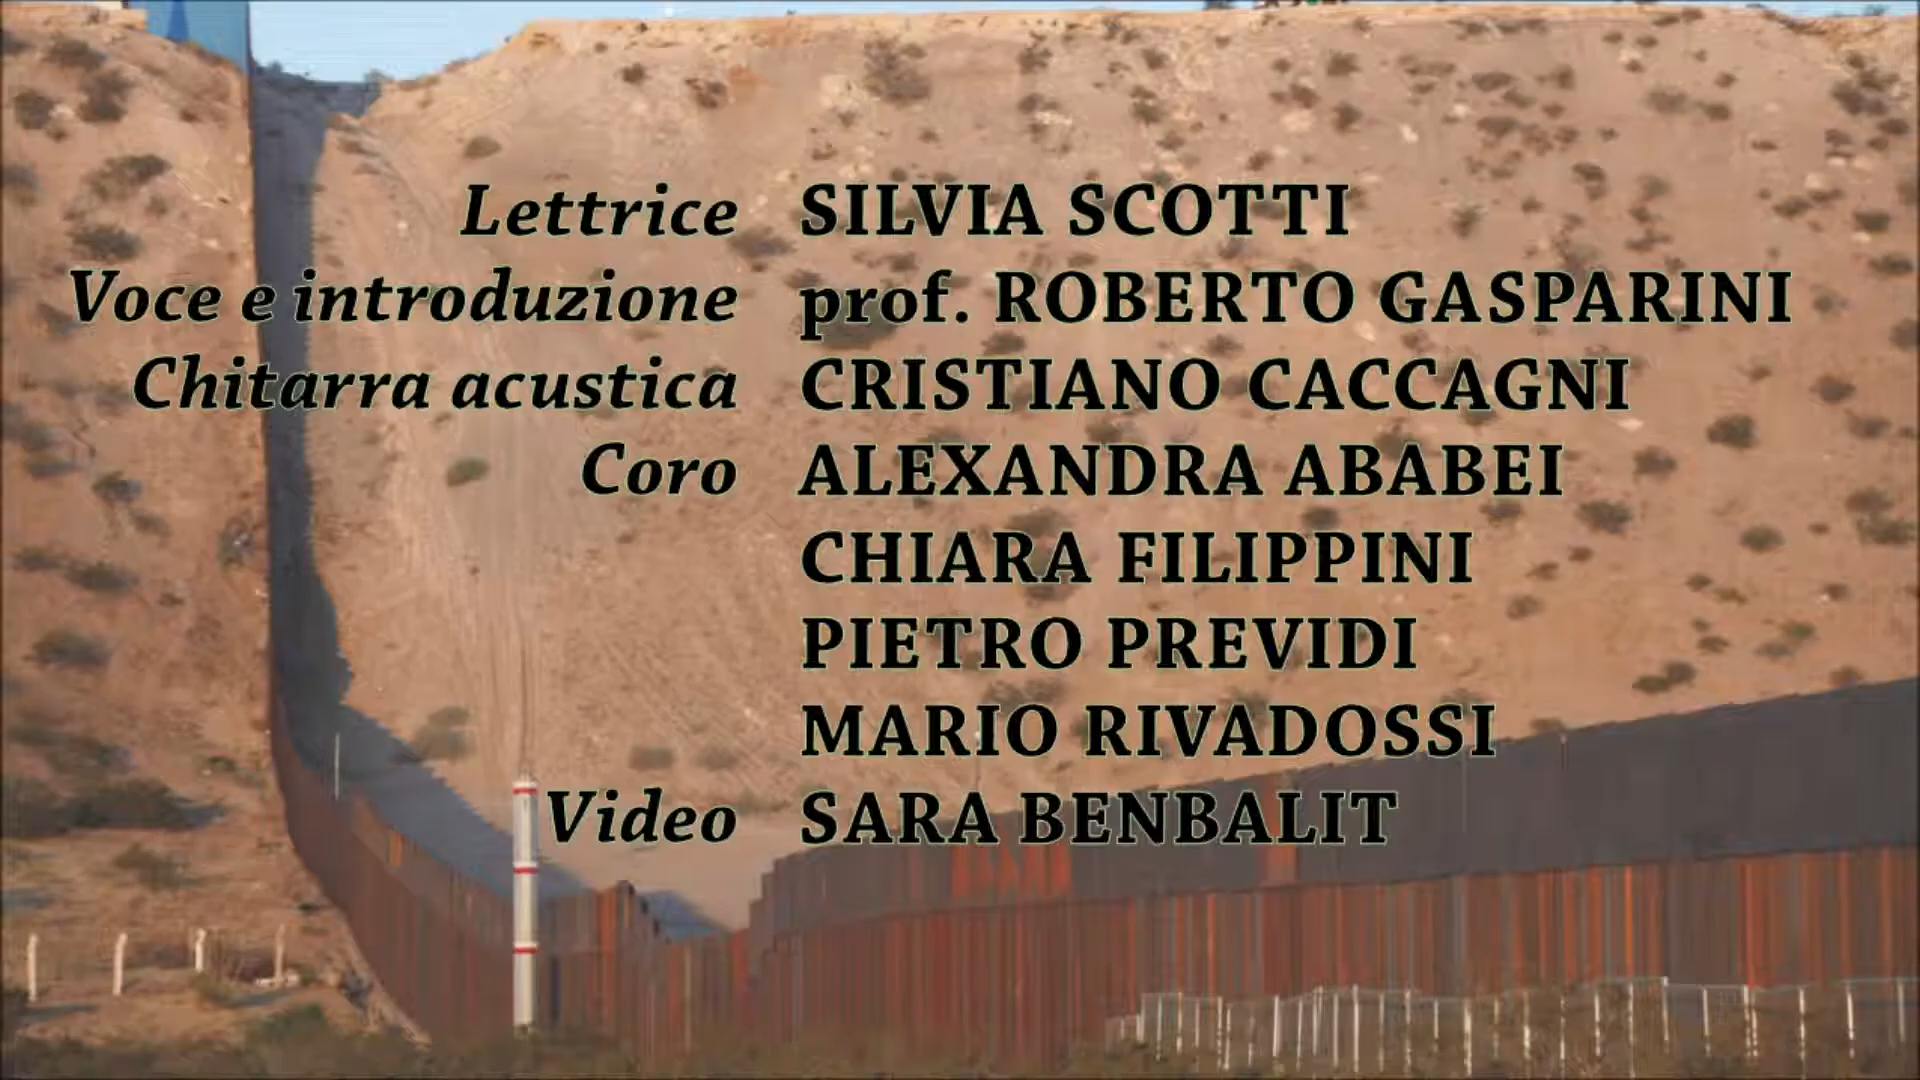 Lettrice SILVIA SCOTTI
Voce e introduzione prof. ROBERTO GASPARINI
Chitarra acustica CRISTIANO CACCAGNI
Coro ALEXANDRA ABABEI
CHIARA FILIPPINI
PIETRO PREVIDI
MARIO RIVADOSSI
Video SARA BENBALIT